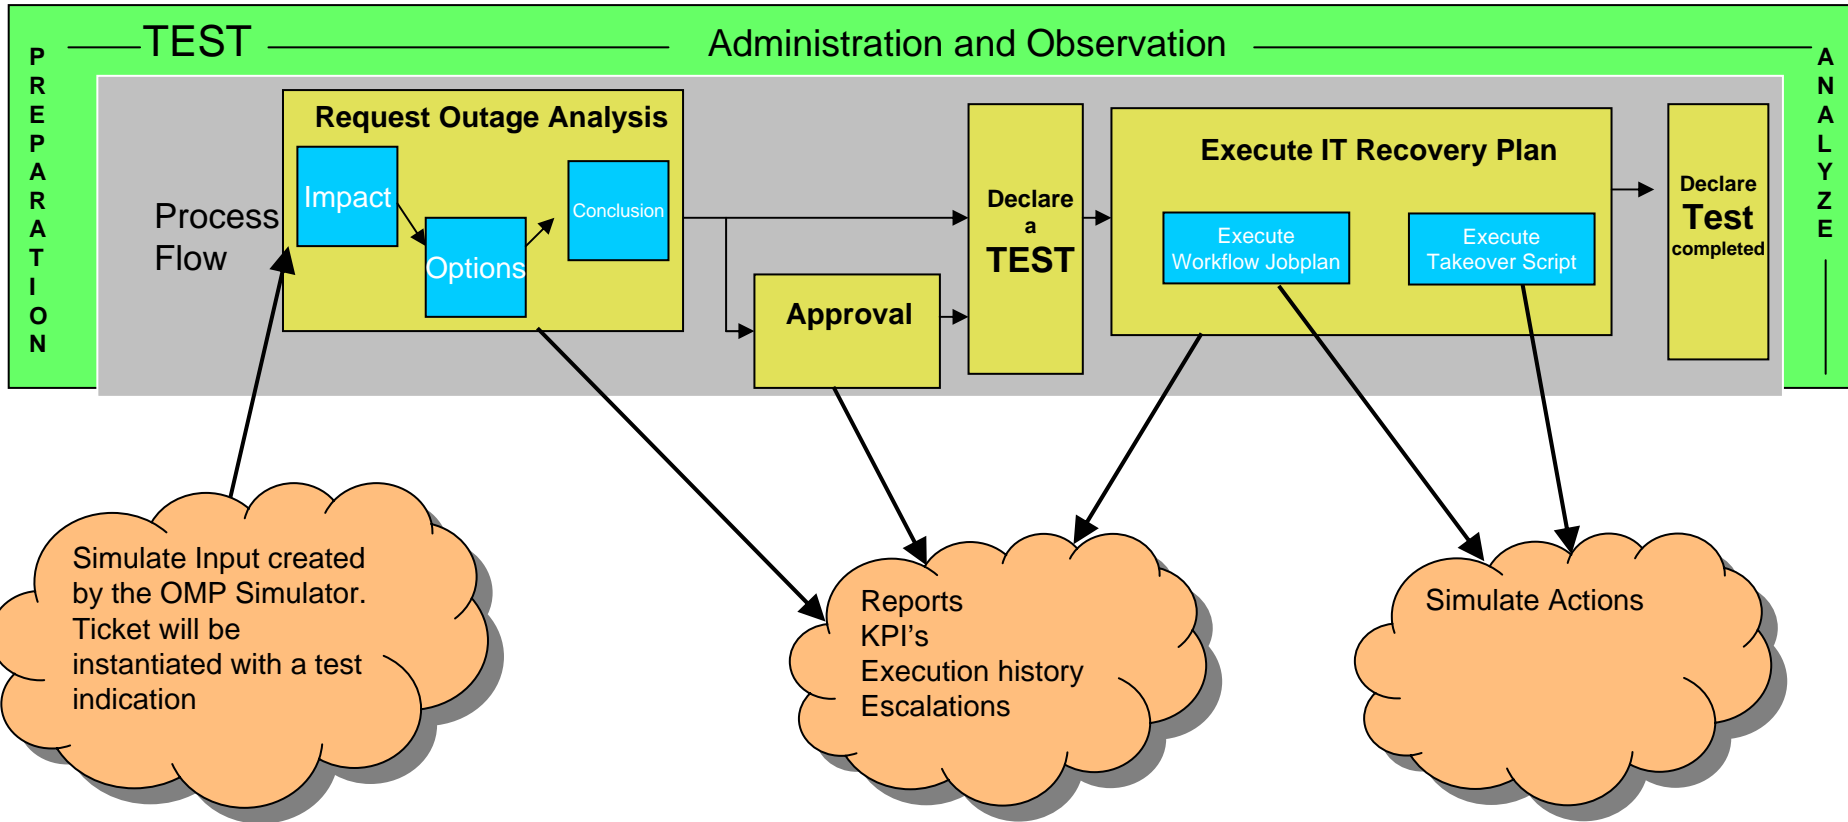 PREPARATION
TEST
Administration and Observation
ANALYZE
Process
Flow
Request Outage Analysis
Impact
Options
Conclusion
Approval
Declare
a
TEST
Execute IT Recovery Plan
Execute
Workflow Jobplan
Execute
Takeover Script
Declare
Test
completed
Simulate Input created
by the OMP Simulator.
Ticket will be
instantiated with a test
indication
Reports
KPI's
Execution history
Escalations
Simulate Actions